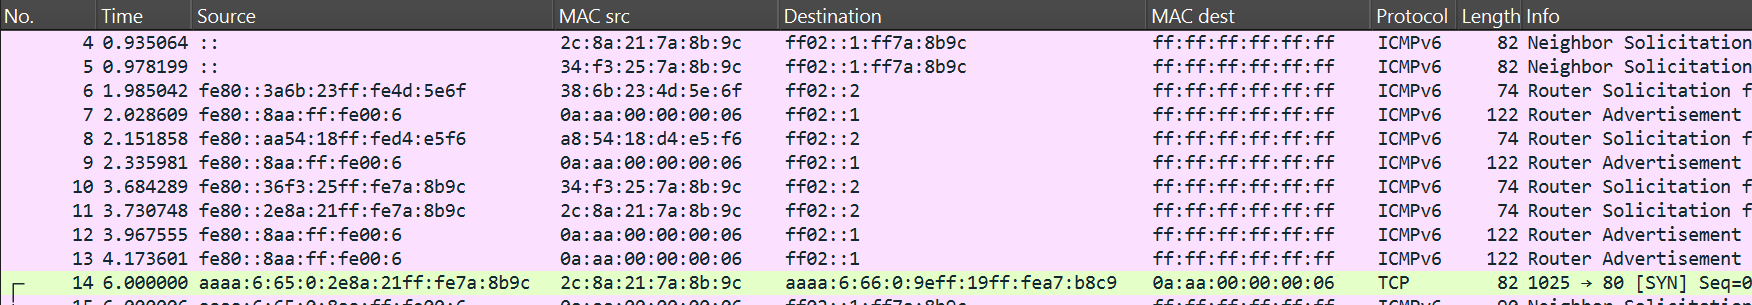 No. Time Source MAC src Destination MAC dest Protocol Length Info
4 0.935064 :: 2c:8a:21:7a:8b:9c ff02::1:ff7a:8b9c ff:ff:ff:ff:ff:ff ICMPv6 82 Neighbor Solicitation
5 0.978199 :: 34:f3:25:7a:8b:9c ff02::1:ff7a:8b9c ff:ff:ff:ff:ff:ff ICMPv6 82 Neighbor Solicitation
6 1.985042 fe80::3a6b:23ff:fe4d:5e6f 38:6b:23:4d:5e:6f ff02::2 ff:ff:ff:ff:ff:ff ICMPv6 74 Router Solicitation f
7 2.028609 fe80::8aa:ff:fe00:6 0a:aa:00:00:00:06 ff02::1 ff:ff:ff:ff:ff:ff ICMPv6 122 Router Advertisement
8 2.151858 fe80::aa54:18ff:fed4:e5f6 a8:54:18:d4:e5:f6 ff02::2 ff:ff:ff:ff:ff:ff ICMPv6 74 Router Solicitation f
9 2.335981 fe80::8aa:ff:fe00:6 0a:aa:00:00:00:06 ff02::1 ff:ff:ff:ff:ff:ff ICMPv6 122 Router Advertisement
10 3.684289 fe80::36f3:25ff:fe7a:8b9c 34:f3:25:7a:8b:9c ff02::2 ff:ff:ff:ff:ff:ff ICMPv6 74 Router Solicitation f
11 3.730748 fe80::2e8a:21ff:fe7a:8b9c 2c:8a:21:7a:8b:9c ff02::2 ff:ff:ff:ff:ff:ff ICMPv6 74 Router Solicitation f
12 3.967555 fe80::8aa:ff:fe00:6 0a:aa:00:00:00:06 ff02::1 ff:ff:ff:ff:ff:ff ICMPv6 122 Router Advertisement
13 4.173601 fe80::8aa:ff:fe00:6 0a:aa:00:00:00:06 ff02::1 ff:ff:ff:ff:ff:ff ICMPv6 122 Router Advertisement
14 6.000000 aaaa:6:65:0:2e8a:21ff:fe7a:8b9c 2c:8a:21:7a:8b:9c aaaa:6:66:0:9eff:19ff:fea7:b8c9 0a:aa:00:00:00:06 TCP 82 1025 → 80 [SYN] Seq=0